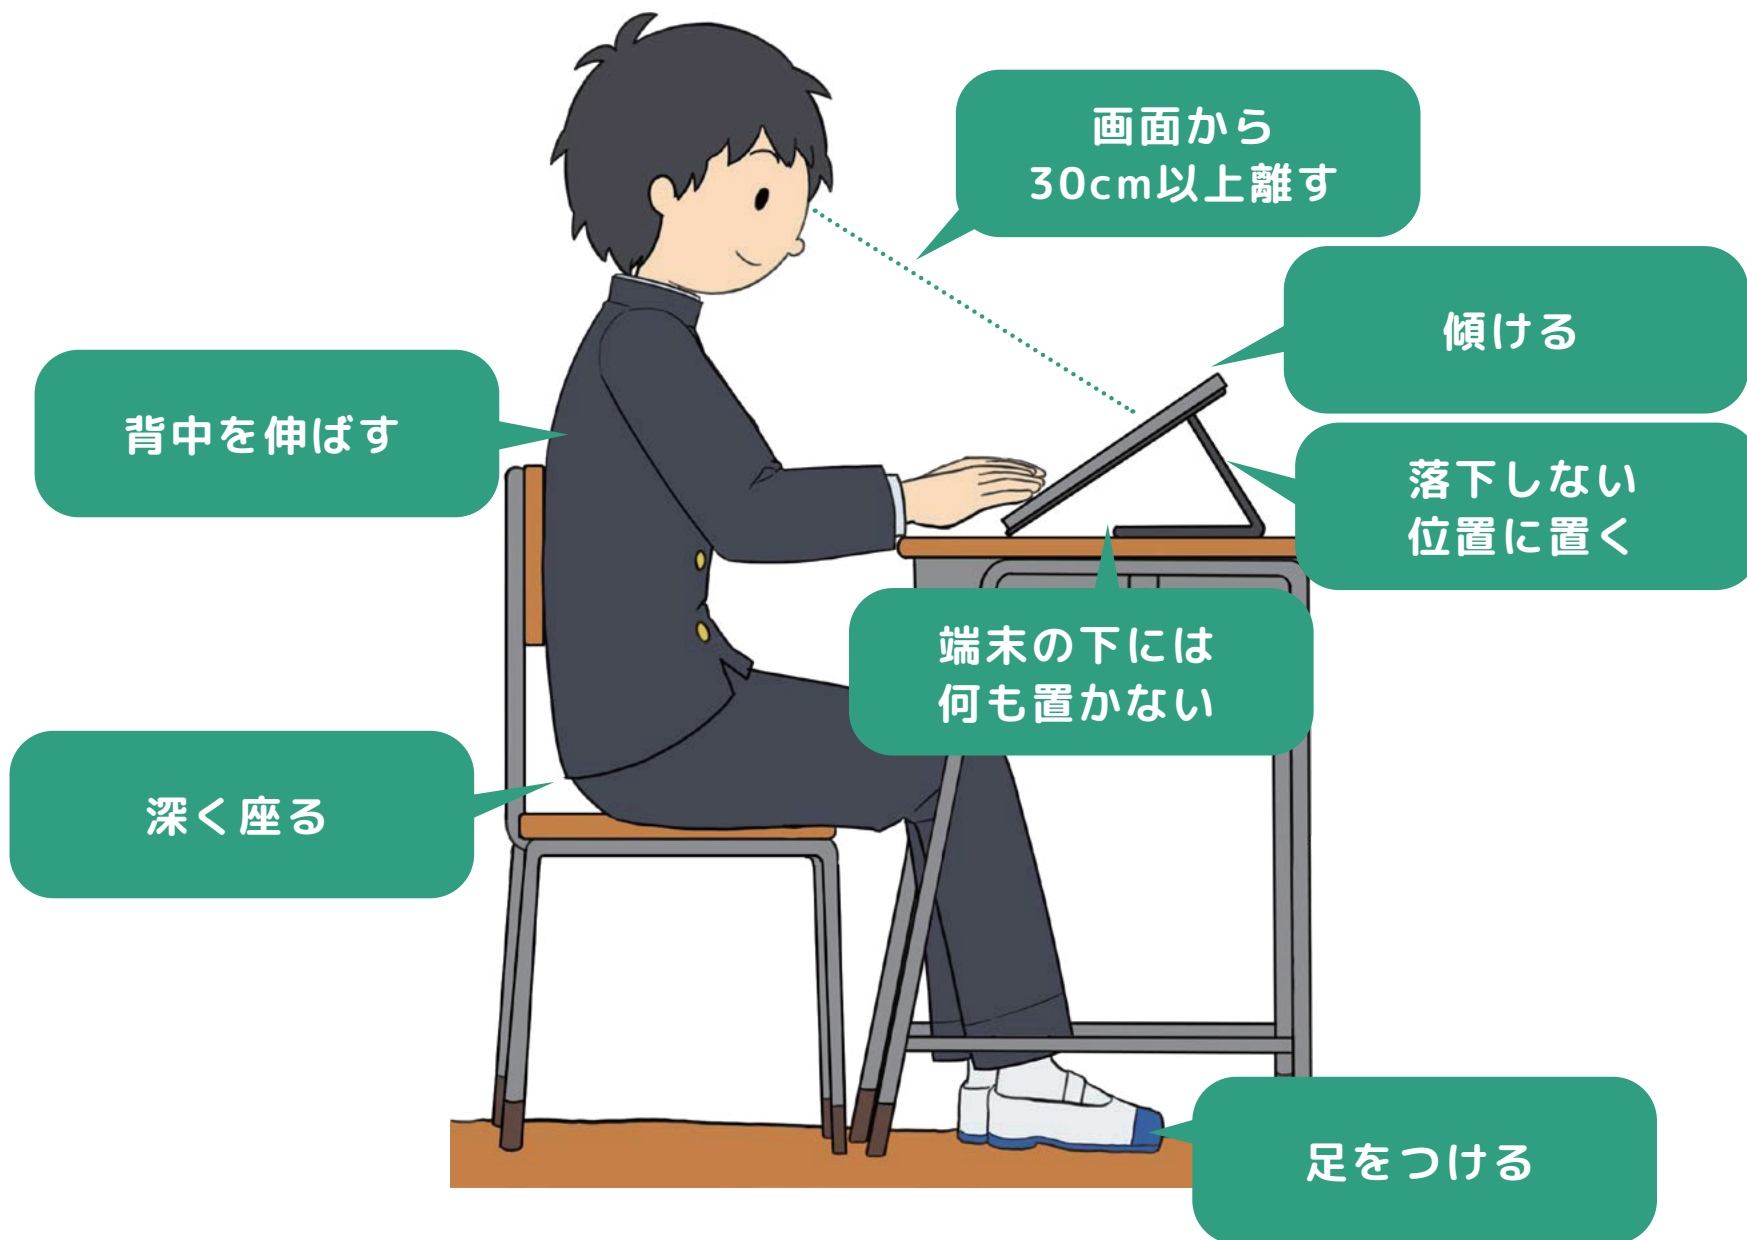 画面から
30cm以上離す
傾ける
背中を伸ばす
落下しない
位置に置く
端末の下には
何も置かない
深く座る
足をつける